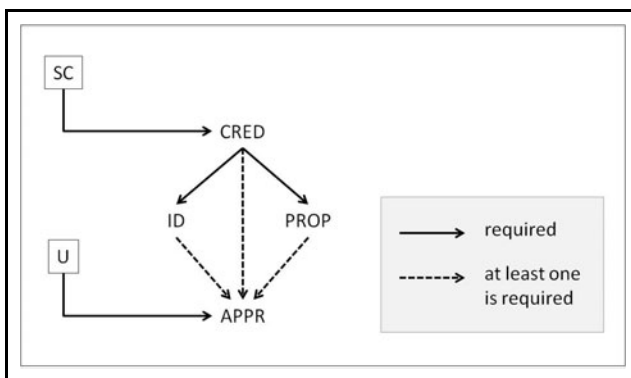 SC
CRED
ID
PROP
U
APPR
required
at least one
is required